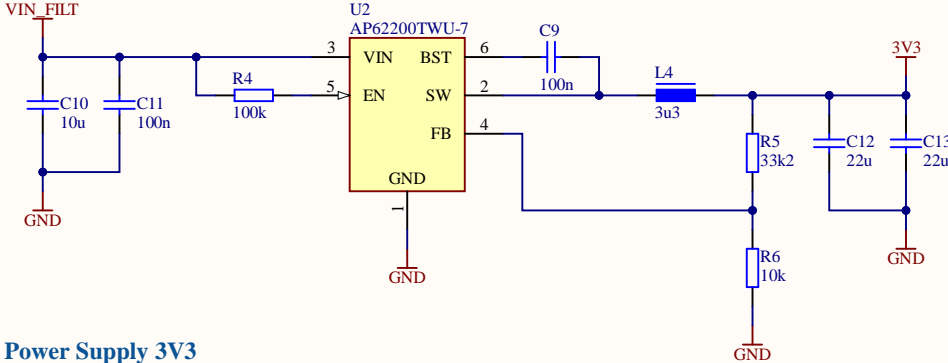 VIN_FILT
U2
AP62200TWU-7
3
VIN
BST
6
C9
100n
R4
100k
5
EN
SW
2
L4
3u3
3V3
C10
10u
C11
100n
FB
4
R5
33k2
C12
22u
C13
22u
GND
1
GND
GND
GND
R6
10k
GND
Power Supply 3V3